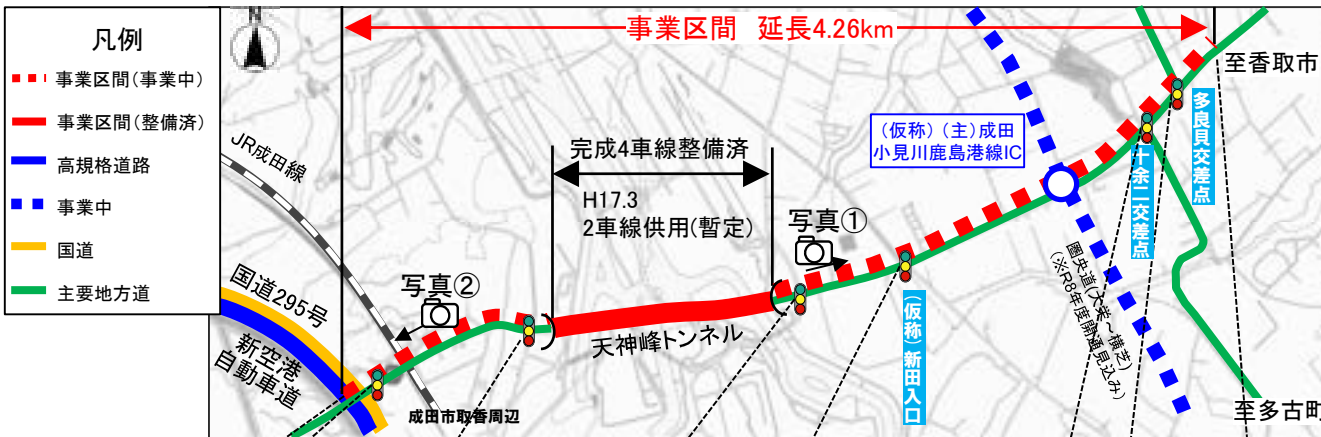 凡例
事業区間(事業中)
事業区間(整備済)
高規格道路
事業中
国道
主要地方道
事業区間 延長4.26km
至香取市
多良貝交差点
十余二交差点
(仮称)(主)成田
小見川鹿島港線IC
JR成田線
完成4車線整備済
H17.3
2車線供用(暫定)
写真①
写真②
国道295号
新空港
自動車道
天神峰トンネル
(仮称)新田入口
圏央道(大栄~横芝)
(※R8年度開通見込み)
成田市取香周辺
至多古町